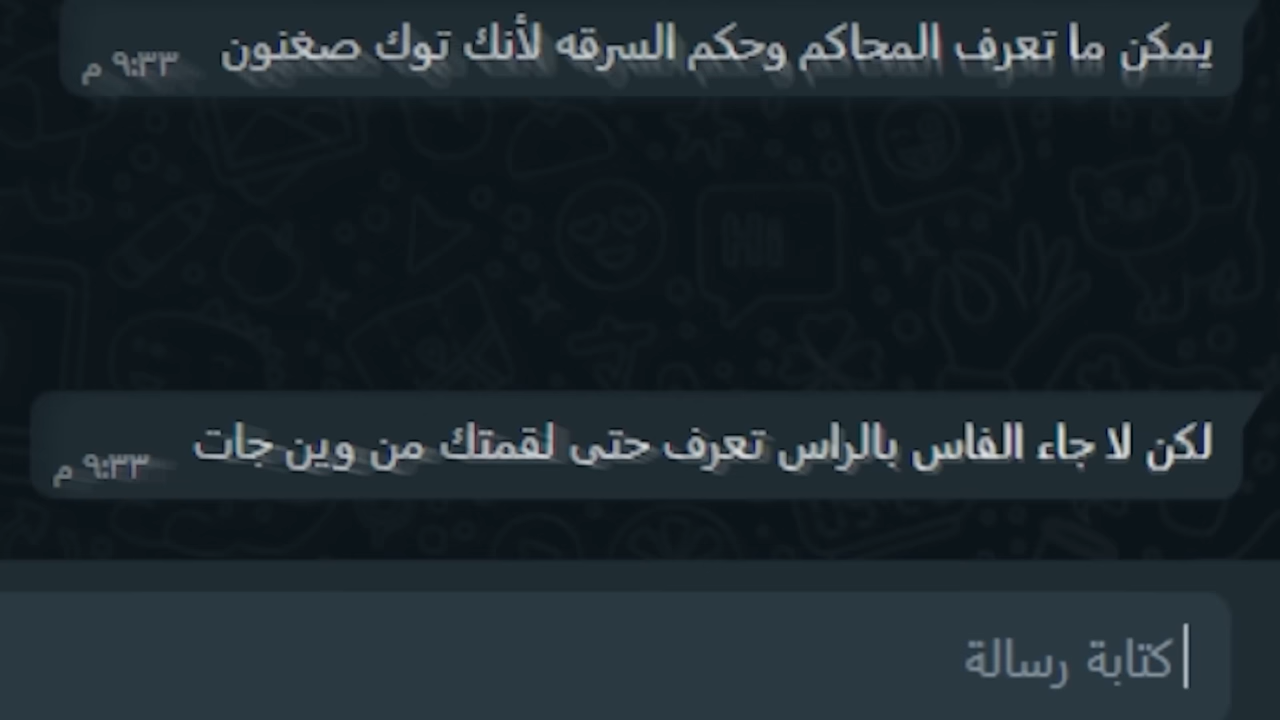 يمكن ما تعرف المحاكم وحكم السرقه لأنك توك صغنون
٩:٣٣ م
لكن لا جاء الفاس بالراس تعرف حتى لقمتك من وين جات
٩:٣٣ م
كتابة رسالة